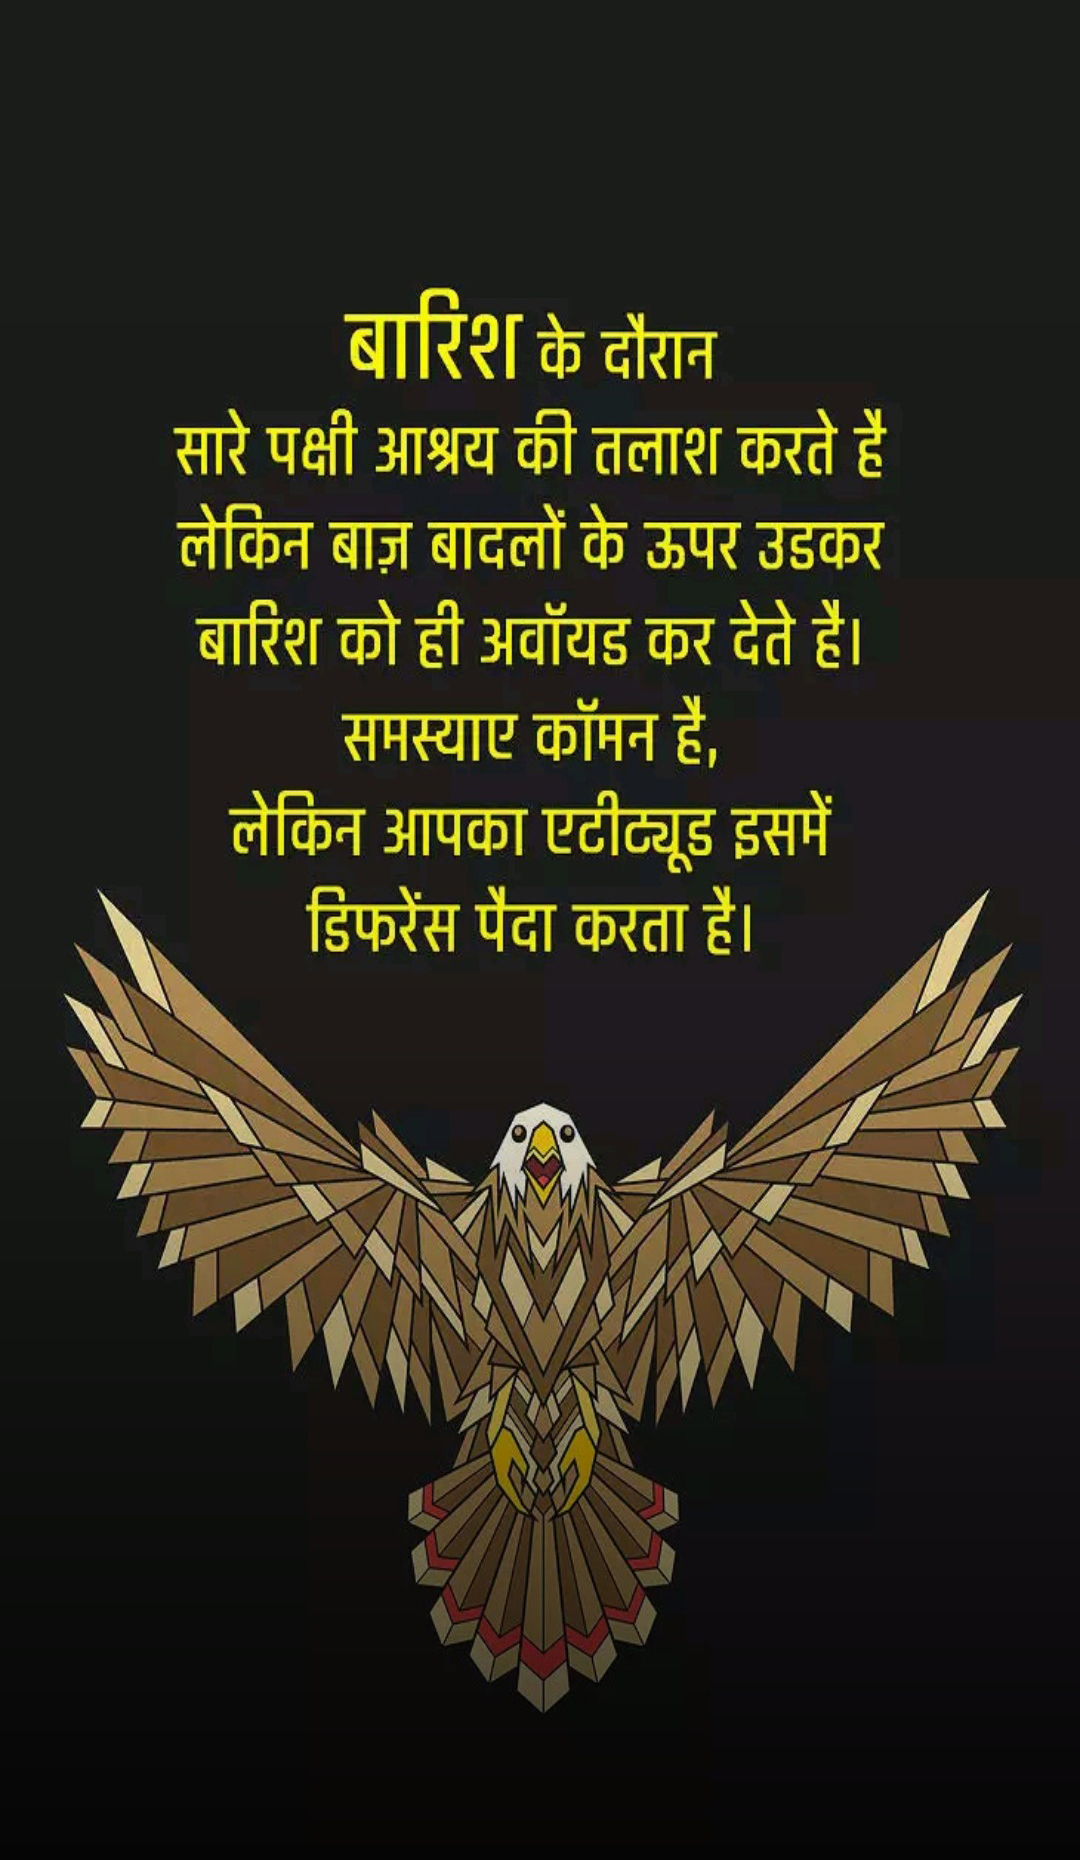 बारिश के दौरान
सारे पक्षी आश्रय की तलाश करते है
लेकिन बाज़ बादलों के ऊपर उडकर
बारिश को ही अवॉयड कर देते है।
समस्याए कॉमन है,
लेकिन आपका एटीट्यूड इसमें
डिफरेंस पैदा करता है।